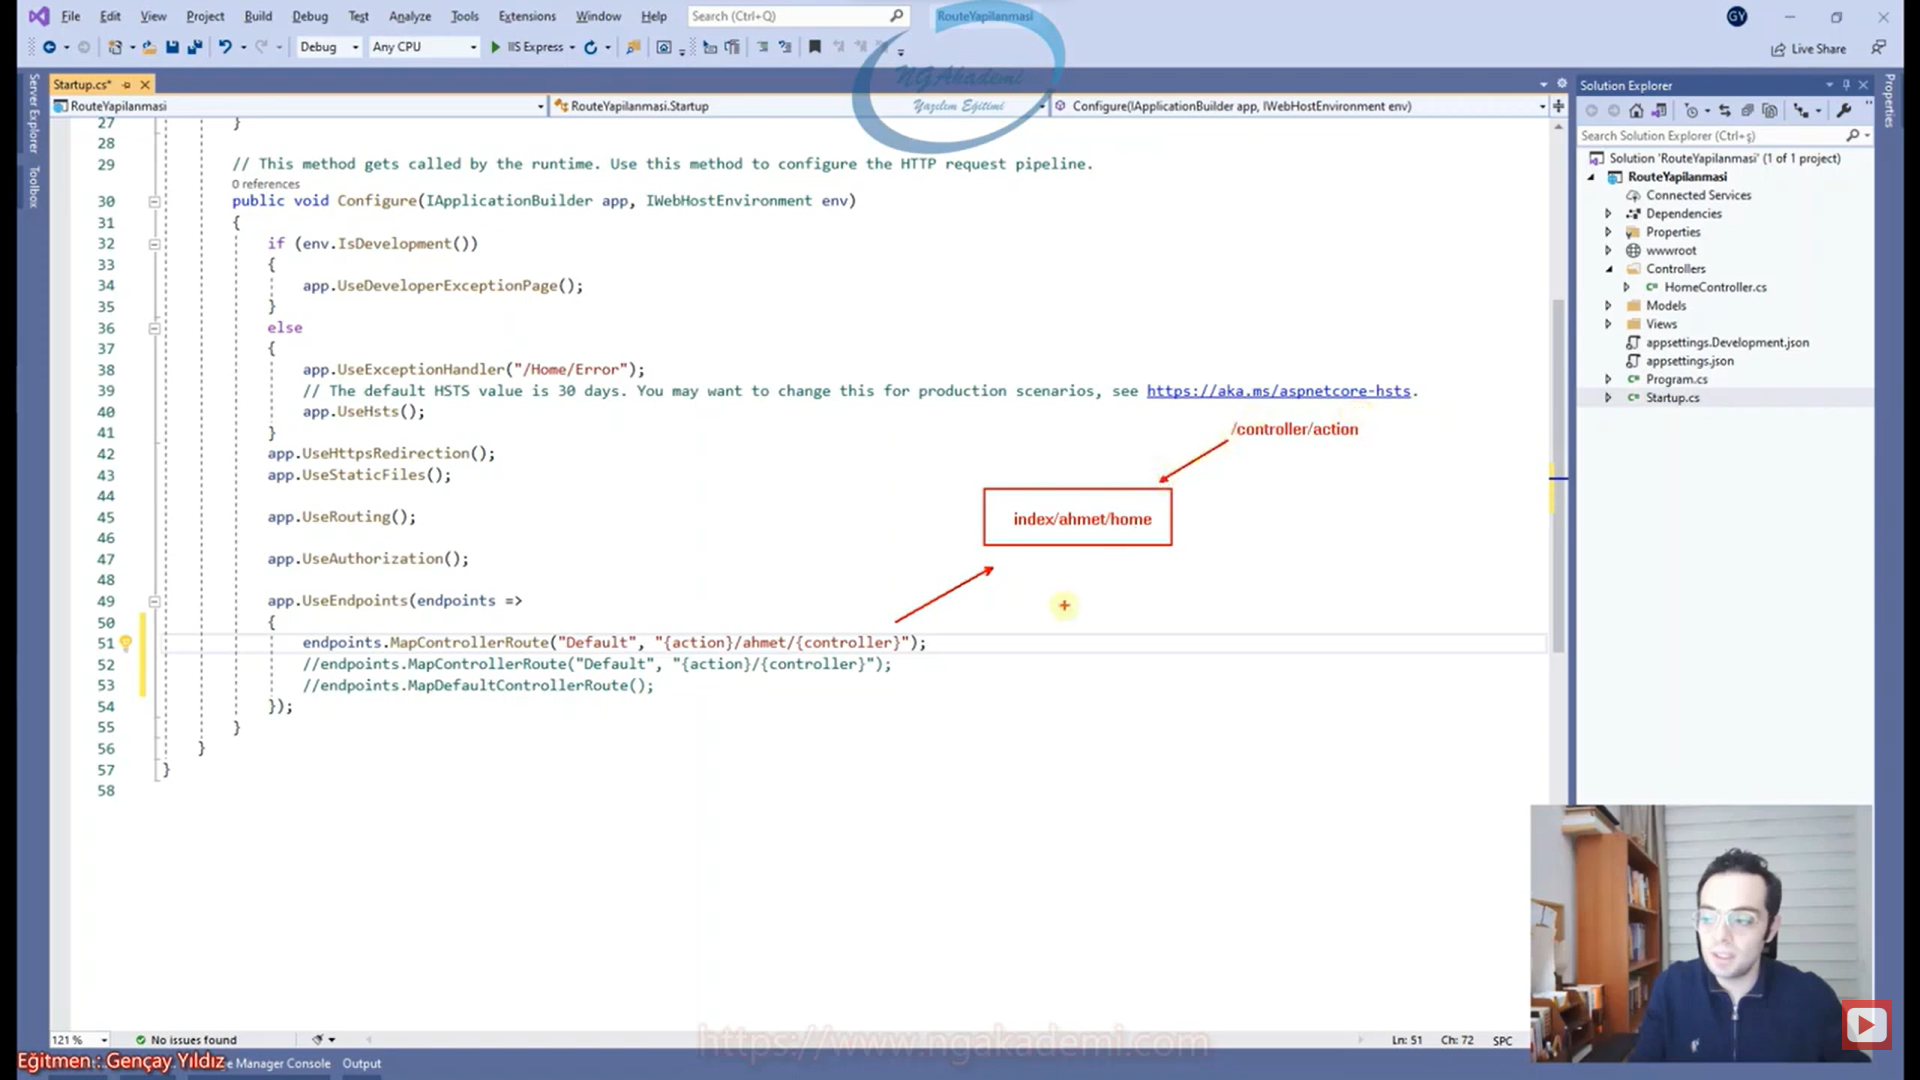 File Edit View Project Build Debug Test Analyze Tools Extensions Window Help Search (Ctrl+Q) RouteYapilanmasi GY
Debug Any CPU IIS Express Live Share
NGAkademi
Yazılım Eğitimi
Server Explorer
Toolbox
Properties
Startup.cs*
RouteYapilanmasi RouteYapilanmasi.Startup Configure(IApplicationBuilder app, IWebHostEnvironment env)
27 }
28
29 // This method gets called by the runtime. Use this method to configure the HTTP request pipeline.
0 references
30 public void Configure(IApplicationBuilder app, IWebHostEnvironment env)
31 {
32 if (env.IsDevelopment())
33 {
34 app.UseDeveloperExceptionPage();
35 }
36 else
37 {
38 app.UseExceptionHandler("/Home/Error");
39 // The default HSTS value is 30 days. You may want to change this for production scenarios, see https://aka.ms/aspnetcore-hsts.
40 app.UseHsts();
41 }
42 app.UseHttpsRedirection();
43 app.UseStaticFiles();
44
45 app.UseRouting();
46
47 app.UseAuthorization();
48
49 app.UseEndpoints(endpoints =>
50 {
51 endpoints.MapControllerRoute("Default", "{action}/ahmet/{controller}");
52 //endpoints.MapControllerRoute("Default", "{action}/{controller}");
53 //endpoints.MapDefaultControllerRoute();
54 });
55 }
56 }
57 }
58
/controller/action
index/ahmet/home
Solution Explorer
Search Solution Explorer (Ctrl+ş)
Solution 'RouteYapilanmasi' (1 of 1 project)
RouteYapilanmasi
Connected Services
Dependencies
Properties
wwwroot
Controllers
HomeController.cs
Models
Views
appsettings.Development.json
appsettings.json
Program.cs
Startup.cs
121 % No issues found Ln: 51 Ch: 72 SPC
https://www.ngakademi.com
Eğitmen : Gençay Yıldız
e Manager Console Output